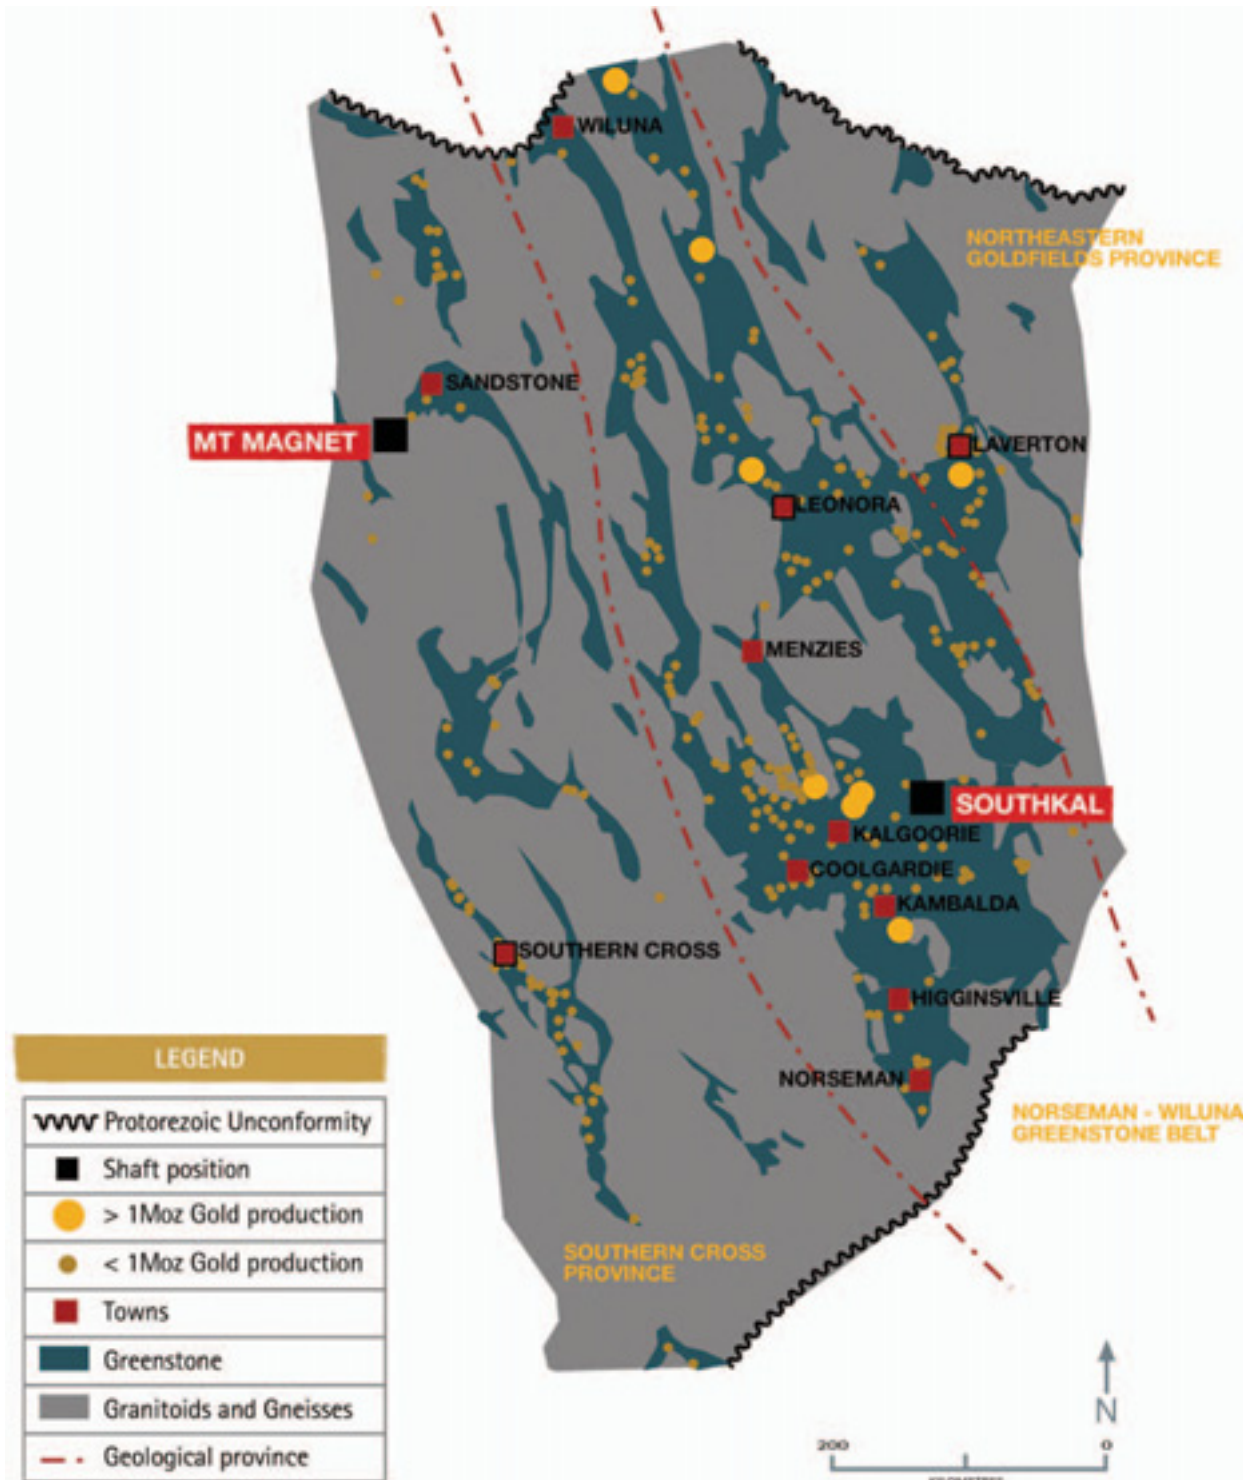 WILUNA
NORTHEASTERN
GOLDFIELDS PROVINCE
SANDSTONE
MT MAGNET
LAVERTON
LEONORA
MENZIES
SOUTHKAL
KALGOORIE
COOLGARDIE
KAMBALDA
SOUTHERN CROSS
HIGGINSVILLE
NORSEMAN
NORSEMAN - WILUNA
GREENSTONE BELT
SOUTHERN CROSS
PROVINCE
LEGEND
Protorezoic Unconformity
Shaft position
> 1Moz Gold production
< 1Moz Gold production
Towns
Greenstone
Granitoids and Gneisses
Geological province
N
200 0